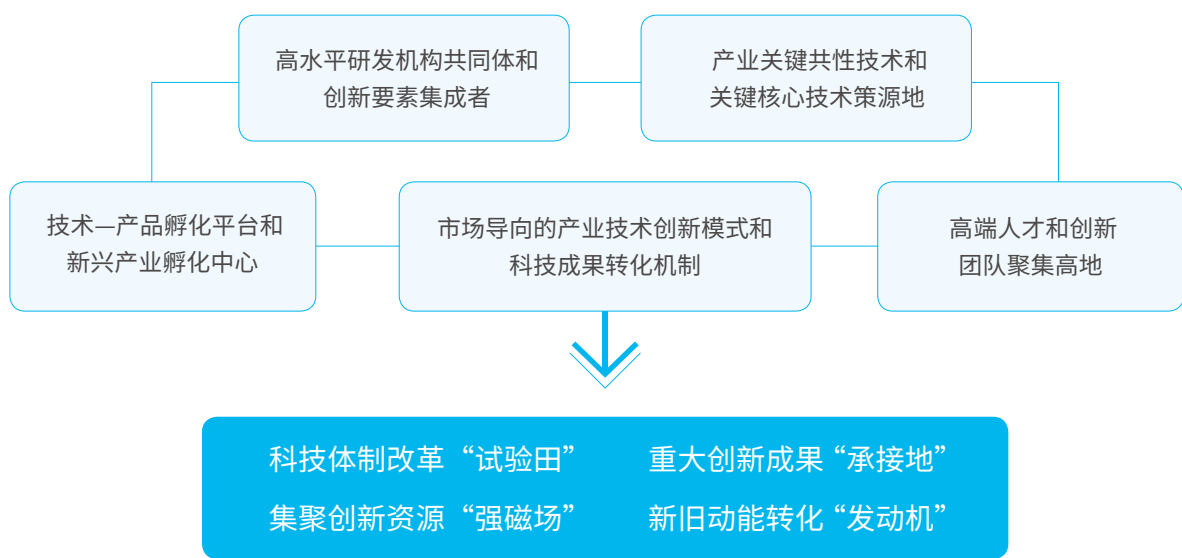 高水平研发机构共同体和
创新要素集成者
产业关键共性技术和
关键核心技术策源地
技术—产品孵化平台和
新兴产业孵化中心
市场导向的产业技术创新模式和
科技成果转化机制
高端人才和创新
团队聚集高地
科技体制改革“试验田” 重大创新成果“承接地”
集聚创新资源“强磁场” 新旧动能转化“发动机”